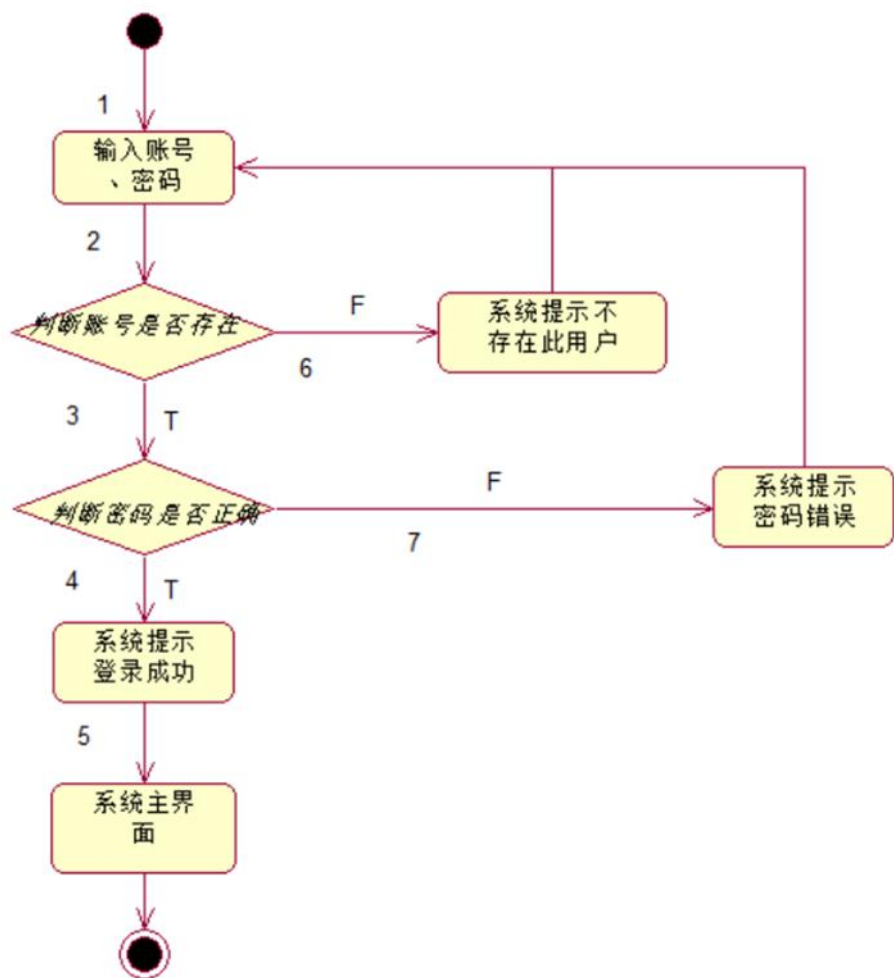 1
输入账号
、密码
2
判断账号是否存在
F
6
系统提示不
存在此用户
3
T
判断密码是否正确
F
7
系统提示
密码错误
4
T
系统提示
登录成功
5
系统主界
面